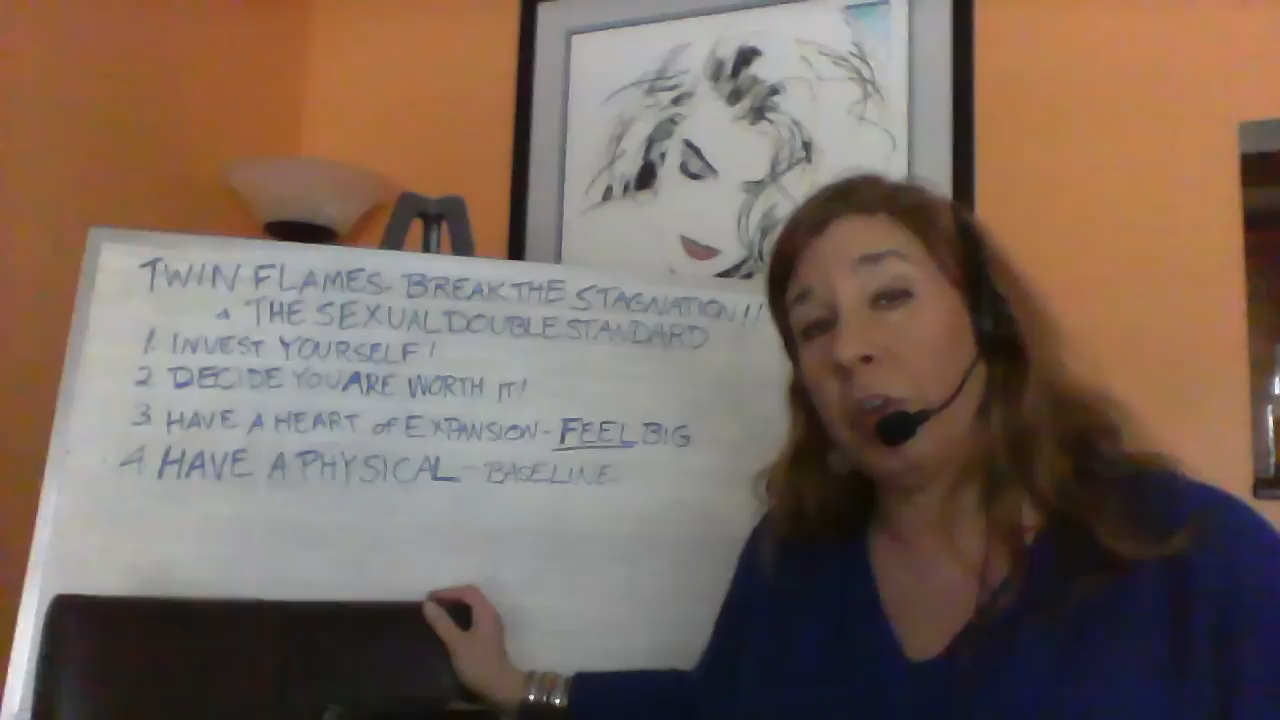 TWIN FLAMES - BREAK THE STAGNATION!!
THE SEXUAL DOUBLE STANDARD
1. INVEST YOURSELF!
2 DECIDE YOU ARE WORTH IT!
3 HAVE A HEART of EXPANSION - FEEL BIG
4 HAVE A PHYSICAL - BASELINE